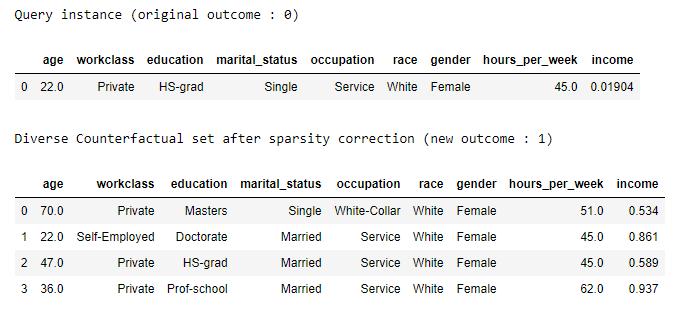 Query instance (original outcome : 0)
age workclass education marital_status occupation race gender hours_per_week income
0 22.0 Private HS-grad Single Service White Female 45.0 0.01904
Diverse Counterfactual set after sparsity correction (new outcome : 1)
age workclass education marital_status occupation race gender hours_per_week income
0 70.0 Private Masters Single White-Collar White Female 51.0 0.534
1 22.0 Self-Employed Doctorate Married Service White Female 45.0 0.861
2 47.0 Private HS-grad Married Service White Female 45.0 0.589
3 36.0 Private Prof-school Married Service White Female 62.0 0.937